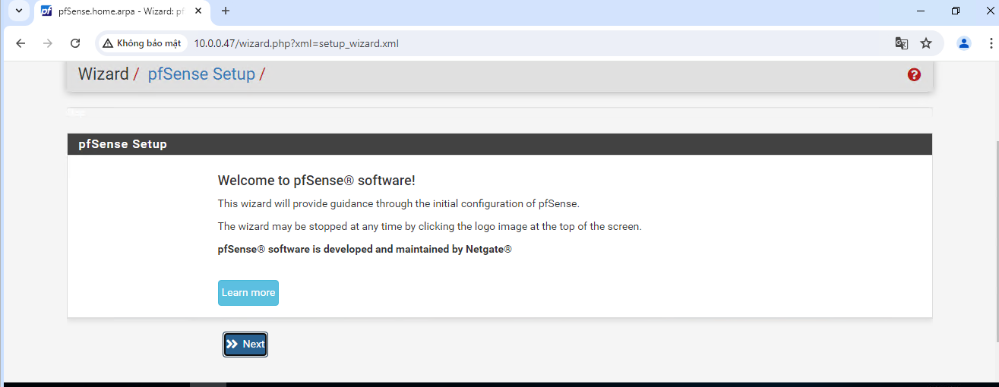 pfSense.home.arpa - Wizard: pf
Không bảo mật 10.0.0.47/wizard.php?xml=setup_wizard.xml
Wizard / pfSense Setup /
pfSense Setup
Welcome to pfSense® software!
This wizard will provide guidance through the initial configuration of pfSense.
The wizard may be stopped at any time by clicking the logo image at the top of the screen.
pfSense® software is developed and maintained by Netgate®
Learn more
Next